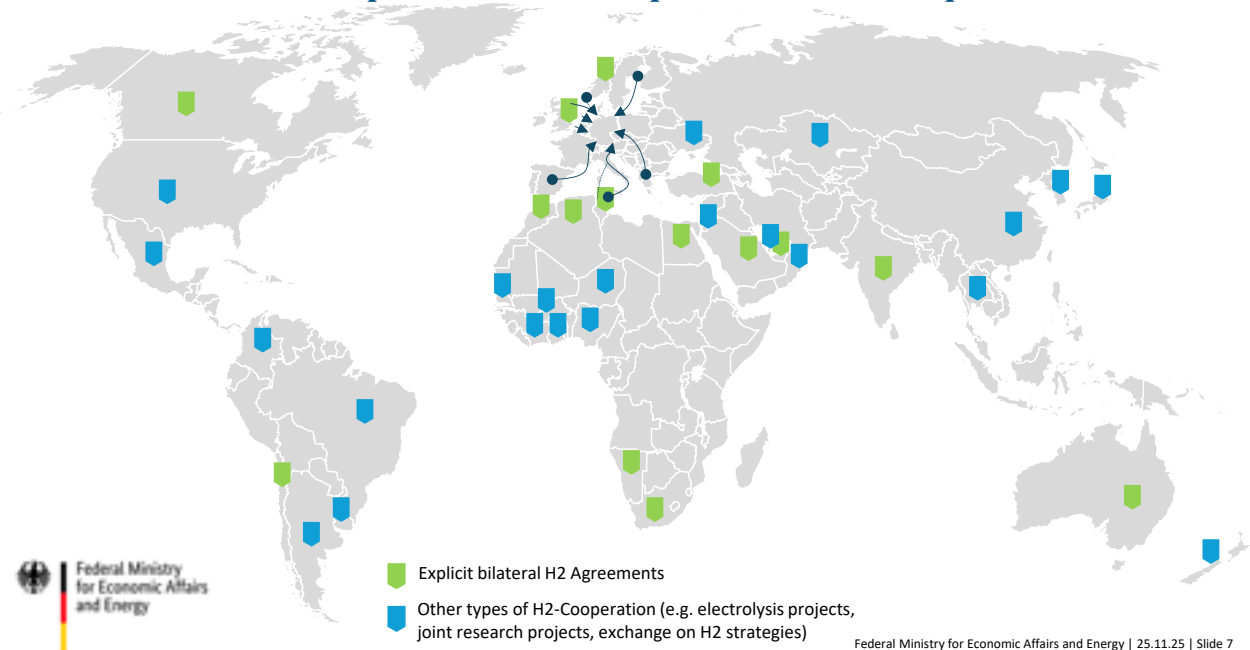 Federal Ministry
for Economic Affairs
and Energy
Explicit bilateral H2 Agreements
Other types of H2-Cooperation (e.g. electrolysis projects,
joint research projects, exchange on H2 strategies)
Federal Ministry for Economic Affairs and Energy | 25.11.25 | Slide 7